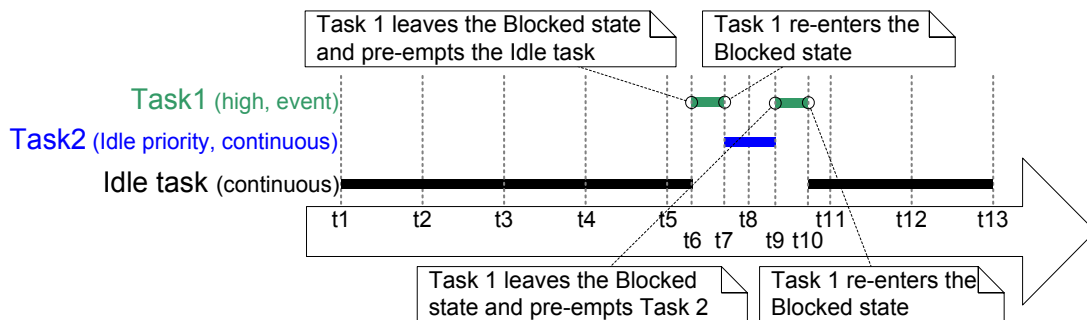 Task 1 leaves the Blocked state
and pre-empts the Idle task
Task 1 re-enters the
Blocked state
Task1 (high, event)
Task2 (Idle priority, continuous)
Idle task (continuous)
t1 t2 t3 t4 t5 t8 t11 t12 t13
t6 t7 t9 t10
Task 1 leaves the Blocked
state and pre-empts Task 2
Task 1 re-enters the
Blocked state